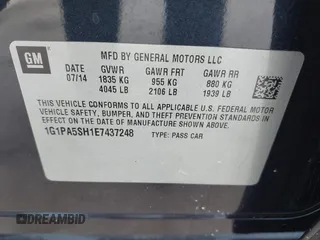 GM
MFD BY GENERAL MOTORS LLC
DATE GVWR GAWR FRT GAWR RR
07/14 1835 KG 955 KG 880 KG
4045 LB 2106 LB 1939 LB
THIS VEHICLE CONFORMS TO ALL APPLICABLE U.S. FEDERAL MOTOR
VEHICLE SAFETY, BUMPER, AND THEFT PREVENTION STANDARDS IN
EFFECT ON THE DATE OF MANUFACTURE SHOWN ABOVE.
1G1PA5SH1E7437248 TYPE: PASS CAR
DREAMBID